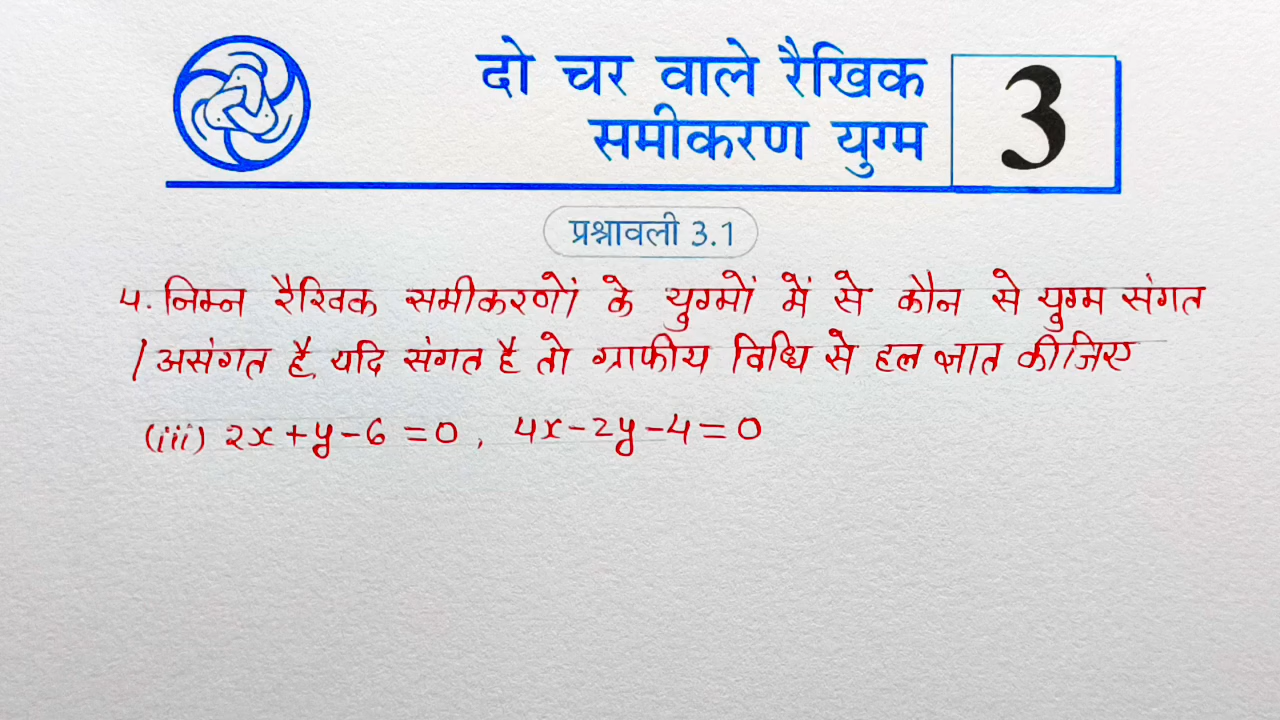 दो चर वाले रैखिक
समीकरण युग्म
3
प्रश्नावली 3.1
4. निम्न रैखिक समीकरणों के युग्मों में से कौन से युग्म संगत
/ असंगत है, यदि संगत है तो ग्राफीय विधि से हल ज्ञात कीजिए
(iii) 2x+y-6=0, 4x-2y-4=0